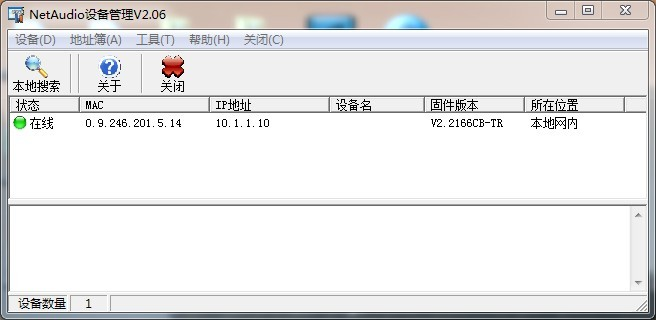 NetAudio设备管理V2.06
设备(D) 地址簿(A) 工具(T) 帮助(H) 关闭(C)
本地搜索 关于 关闭
状态 MAC IP地址 设备名 固件版本 所在位置
在线 0.9.246.201.5.14 10.1.1.10 V2.2166CB-TR 本地网内
设备数量 1